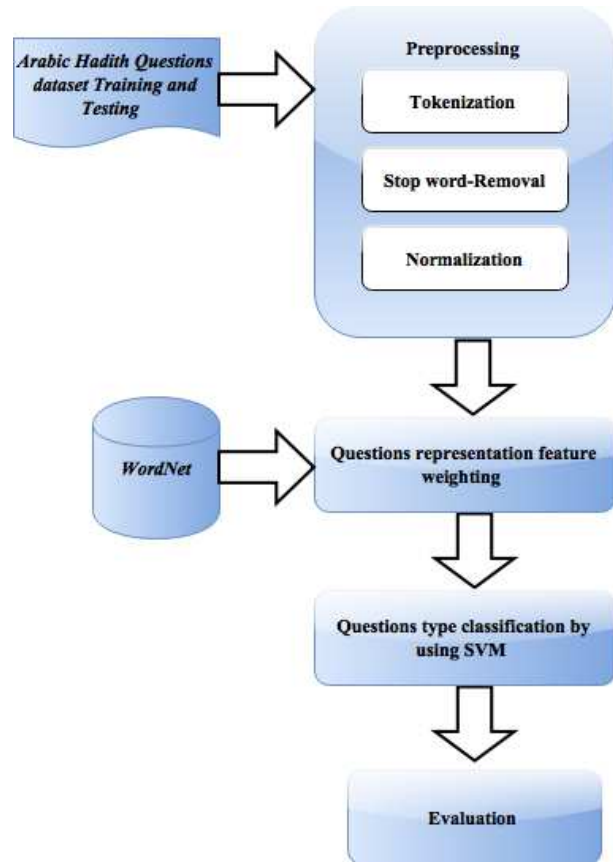 Arabic Hadith Questions
dataset Training and
Testing
Preprocessing
Tokenization
Stop word-Removal
Normalization
WordNet
Questions representation feature
weighting
Questions type classification by
using SVM
Evaluation